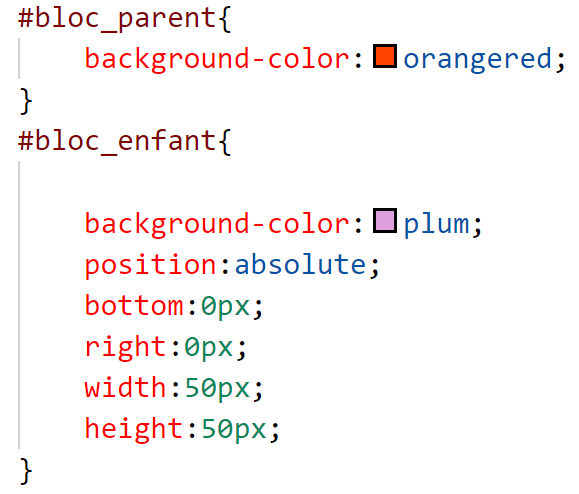 #bloc_parent{
    background-color: orangered;
}
#bloc_enfant{

    background-color: plum;
    position:absolute;
    bottom:0px;
    right:0px;
    width:50px;
    height:50px;
}